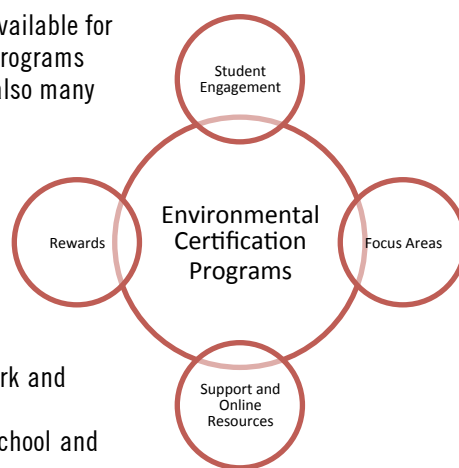 vailable for
rograms
also many
Student
Engagement
Environmental
Certification
Programs
Rewards
Focus Areas
Support and
Online
Resources
rk and
chool and